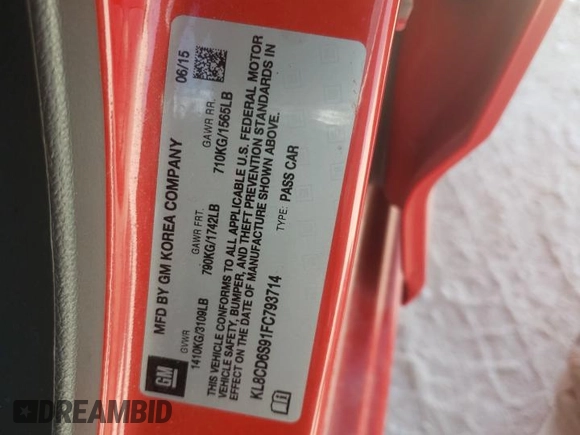 MFD BY GM KOREA COMPANY 06/15
GVWR GAWR FRT. GAWR RR.
1410KG/3109LB 790KG/1742LB 710KG/1565LB
THIS VEHICLE CONFORMS TO ALL APPLICABLE U.S. FEDERAL MOTOR
VEHICLE SAFETY, BUMPER, AND THEFT PREVENTION STANDARDS IN
EFFECT ON THE DATE OF MANUFACTURE SHOWN ABOVE.
KL8CD6S91FC793714 TYPE: PASS CAR
GM
DREAMBID